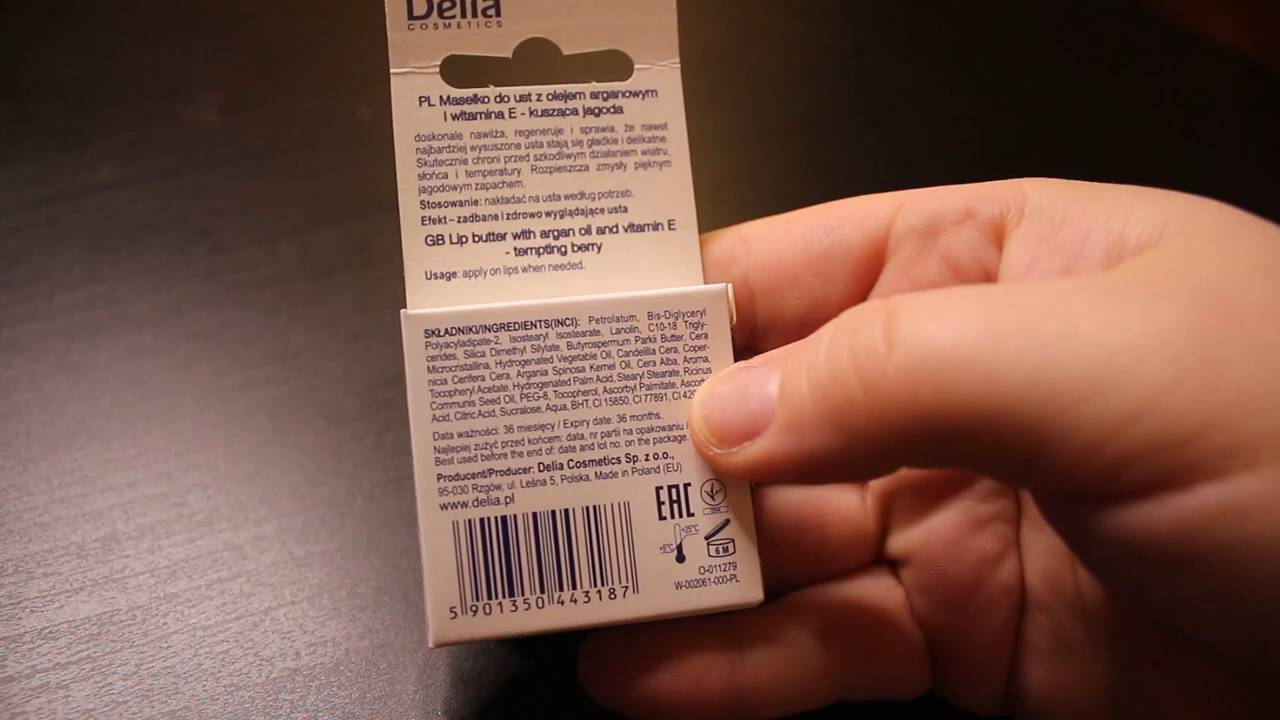 Delia
COSMETICS
PL Masełko do ust z olejem arganowym
i witaminą E - kusząca jagoda
doskonale nawilża, regeneruje i sprawia, że nawet
najbardziej wysuszone usta stają się gładkie i delikatne.
Skutecznie chroni przed szkodliwym działaniem wiatru,
słońca i temperatury. Rozpieszcza zmysły pięknym
jagodowym zapachem.
Stosowanie: nakładać na usta według potrzeb.
Efekt – zadbane i zdrowo wyglądające usta
GB Lip butter with argan oil and vitamin E
- tempting berry
Usage: apply on lips when needed.
SKŁADNIKI/INGREDIENTS(INCI): Petrolatum, Bis-Diglyceryl
Polyacyladipate-2, Isostearyl Isostearate, Lanolin, C10-18 Trigly-
cerides, Silica Dimethyl Silylate, Butyrospermum Parkii Butter, Cera
Microcristallina, Hydrogenated Vegetable Oil, Candelilla Cera, Coper-
nicia Cerifera Cera, Argania Spinosa Kernel Oil, Cera Alba, Aroma,
Tocopheryl Acetate, Hydrogenated Palm Acid, Stearyl Stearate, Ricinus
Communis Seed Oil, PEG-8, Tocopherol, Ascorbyl Palmitate,
Acid, Citric Acid, Sucralose, Aqua, BHT, CI 15850, CI 77891, CI
Data ważności: 36 miesięcy / Expiry date: 36 months.
Najlepiej zużyć przed końcem: data, nr partii na opakowaniu /
Best used before the end of: date and lot no. on the package.
Producent/Producer: Delia Cosmetics Sp. z o.o.,
95-030 Rzgów, ul. Leśna 5, Polska, Made in Poland (EU)
www.delia.pl
EAC
+25°C
+5°C
6 M
O-011279
W-002061-000-PL
5 901350 443187